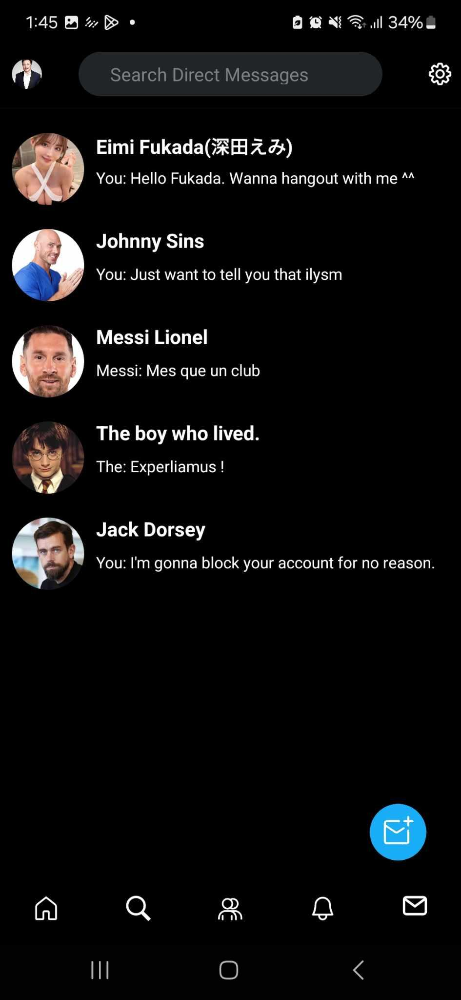 1:45
34%
Search Direct Messages
Eimi Fukada(深田えみ)
You: Hello Fukada. Wanna hangout with me ^^
Johnny Sins
You: Just want to tell you that ilysm
Messi Lionel
Messi: Mes que un club
The boy who lived.
The: Experliamus !
Jack Dorsey
You: I'm gonna block your account for no reason.